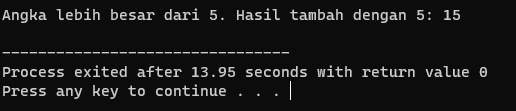 Angka lebih besar dari 5. Hasil tambah dengan 5: 15
--------------------------------
Process exited after 13.95 seconds with return value 0
Press any key to continue . . .